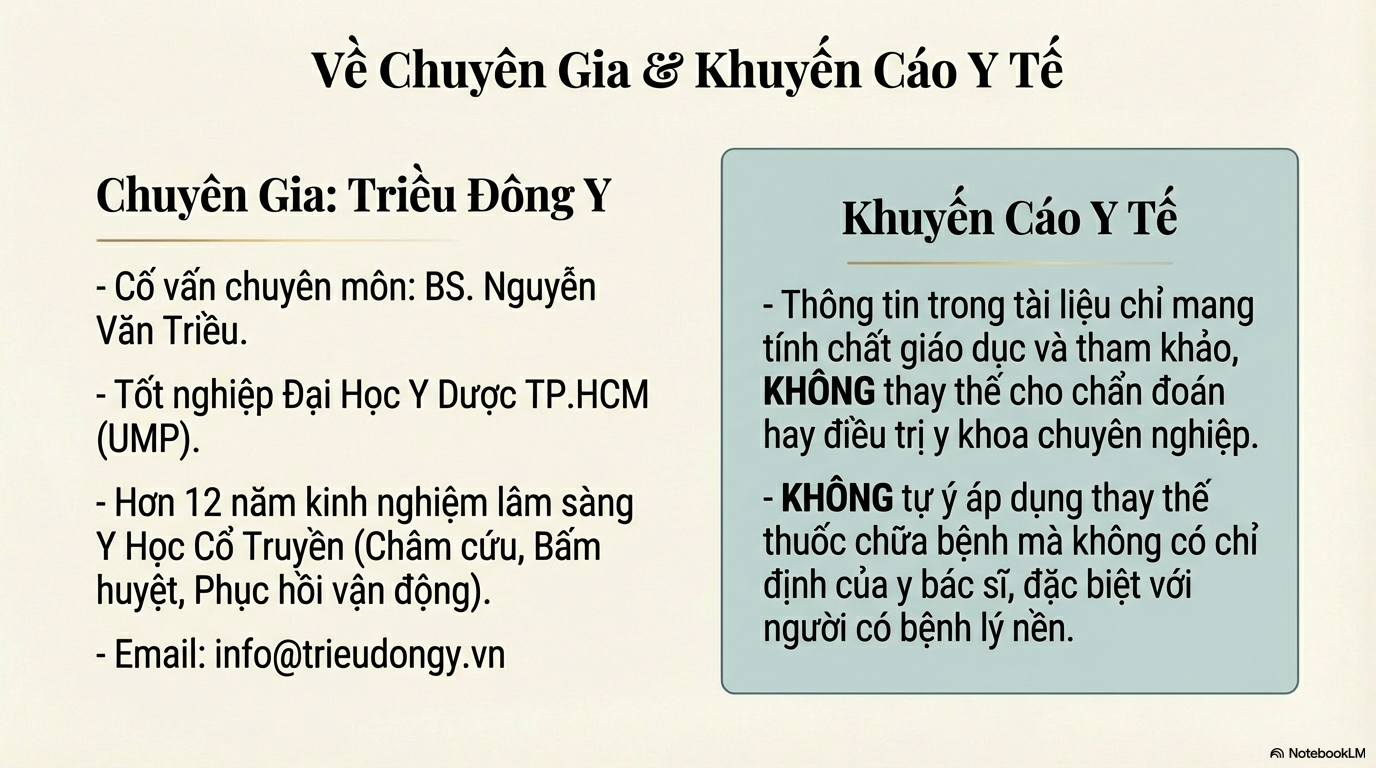 Về Chuyên Gia & Khuyến Cáo Y Tế
Chuyên Gia: Triều Đông Y
- Cố vấn chuyên môn: BS. Nguyễn
Văn Triều.
- Tốt nghiệp Đại Học Y Dược TP.HCM
(UMP).
- Hơn 12 năm kinh nghiệm lâm sàng
Y Học Cổ Truyền (Châm cứu, Bấm
huyệt, Phục hồi vận động).
- Email: info@trieudongy.vn
Khuyến Cáo Y Tế
- Thông tin trong tài liệu chỉ mang
tính chất giáo dục và tham khảo,
KHÔNG thay thế cho chẩn đoán
hay điều trị y khoa chuyên nghiệp.
- KHÔNG tự ý áp dụng thay thế
thuốc chữa bệnh mà không có chỉ
định của y bác sĩ, đặc biệt với
người có bệnh lý nền.
NotebookLM